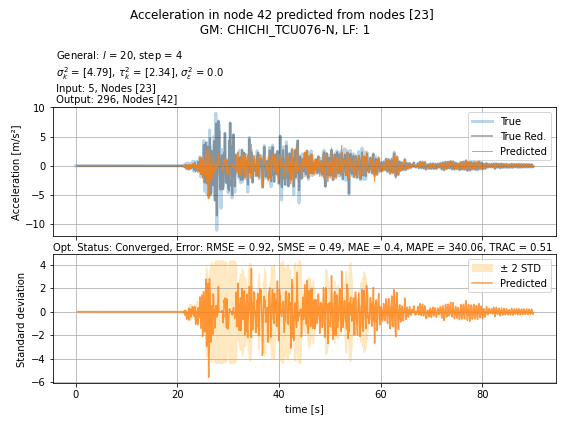 Acceleration in node 42 predicted from nodes [23]
GM: CHICHI_TCU076-N, LF: 1
General: l = 20, step = 4
σ²ₖ = [4.79], τ²ₖ = [2.34], σ²ε = 0.0
Input: 5, Nodes [23]
Output: 296, Nodes [42]
10
5
0
−5
−10
Acceleration [m/s²]
True
True Red.
Predicted
Opt. Status: Converged, Error: RMSE = 0.92, SMSE = 0.49, MAE = 0.4, MAPE = 340.06, TRAC = 0.51
4
2
0
−2
−4
−6
Standard deviation
± 2 STD
Predicted
0 20 40 60 80
time [s]